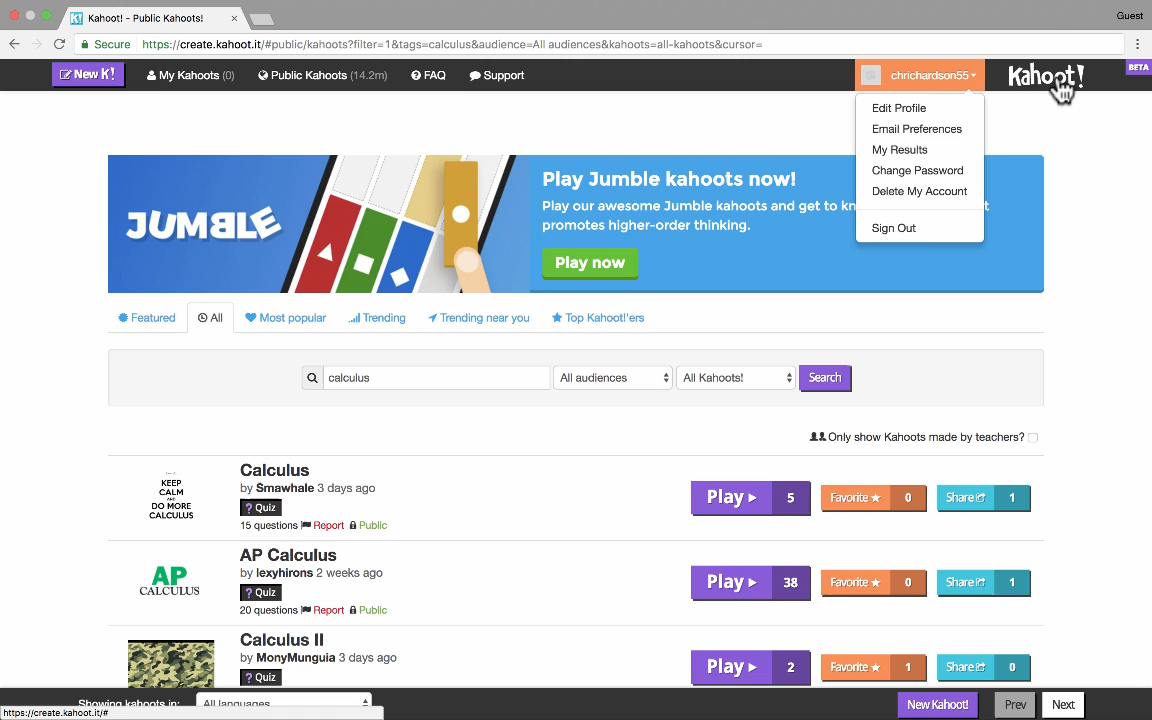 Kahoot! - Public Kahoots!
Guest
Secure https://create.kahoot.it/#public/kahoots?filter=1&tags=calculus&audience=All audiences&kahoots=all-kahoots&cursor=
New K! My Kahoots (0) Public Kahoots (14.2m) FAQ Support chrichardson55 Kahoot! BETA
Edit Profile
Email Preferences
My Results
Change Password
Delete My Account
Sign Out
JUMBLE
Play Jumble kahoots now!
Play our awesome Jumble kahoots and get to
promotes higher-order thinking.
Play now
Featured All Most popular Trending Trending near you Top Kahoot!'ers
calculus All audiences All Kahoots! Search
Only show Kahoots made by teachers?
KEEP
CALM
AND
DO MORE
CALCULUS
Calculus
by Smawhale 3 days ago
? Quiz
15 questions Report Public
Play 5 Favorite 0 Share 1
AP
CALCULUS
AP Calculus
by lexyhirons 2 weeks ago
? Quiz
20 questions Report Public
Play 38 Favorite 0 Share 1
Calculus II
by MonyMunguia 3 days ago
? Quiz
Play 2 Favorite 1 Share 0
Showing kahoots in: All languages New Kahoot! Prev Next
https://create.kahoot.it/#